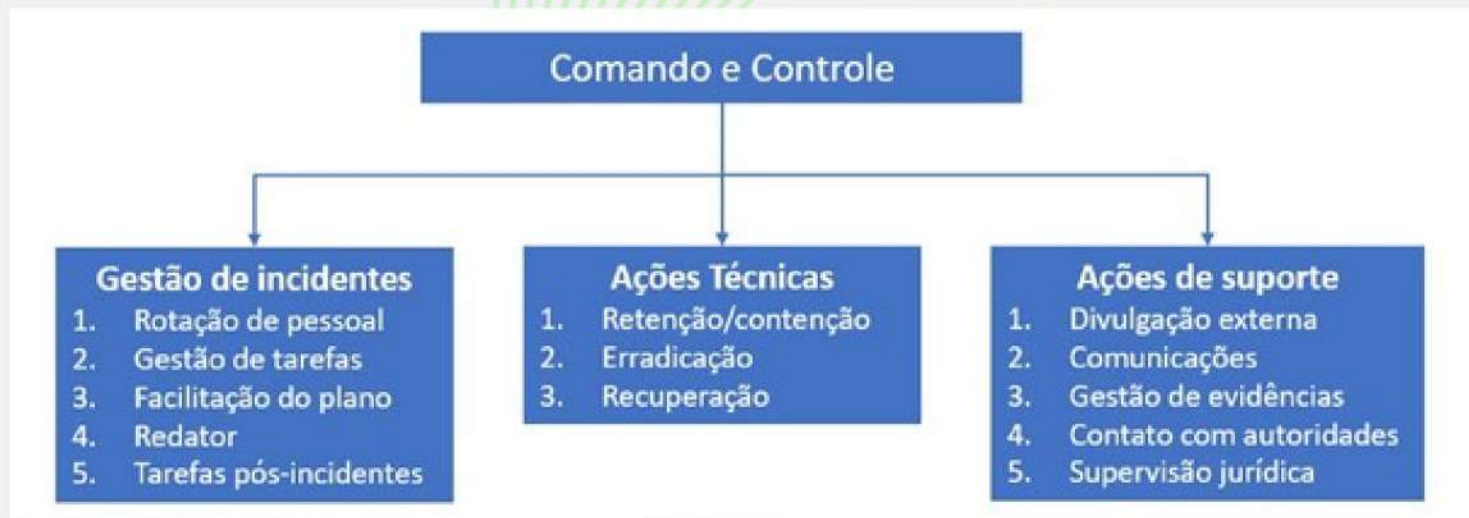 Comando e Controle
Gestão de incidentes
1. Rotação de pessoal
2. Gestão de tarefas
3. Facilitação do plano
4. Redator
5. Tarefas pós-incidentes
Ações Técnicas
1. Retenção/contenção
2. Erradicação
3. Recuperação
Ações de suporte
1. Divulgação externa
2. Comunicações
3. Gestão de evidências
4. Contato com autoridades
5. Supervisão jurídica